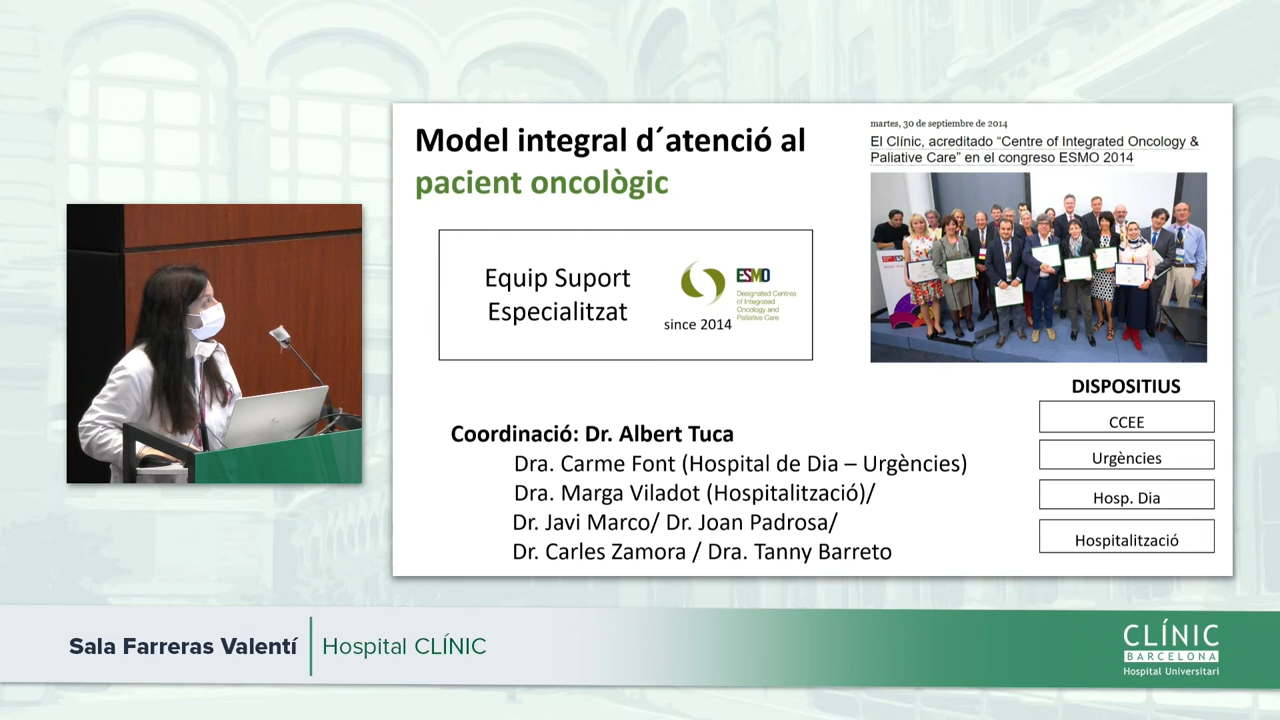 Model integral d´atenció al
pacient oncològic
Equip Suport
Especialitzat
since 2014
ESMO
Designated Centres
of Integrated
Oncology and
Palliative Care
martes, 30 de septiembre de 2014
El Clínic, acreditado “Centre of Integrated Oncology &
Paliative Care” en el congreso ESMO 2014
Coordinació: Dr. Albert Tuca
Dra. Carme Font (Hospital de Dia – Urgències)
Dra. Marga Viladot (Hospitalització)/
Dr. Javi Marco/ Dr. Joan Padrosa/
Dr. Carles Zamora / Dra. Tanny Barreto
DISPOSITIUS
CCEE
Urgències
Hosp. Dia
Hospitalització
Sala Farreras Valentí
Hospital CLÍNIC
CLÍNIC
BARCELONA
Hospital Universitari